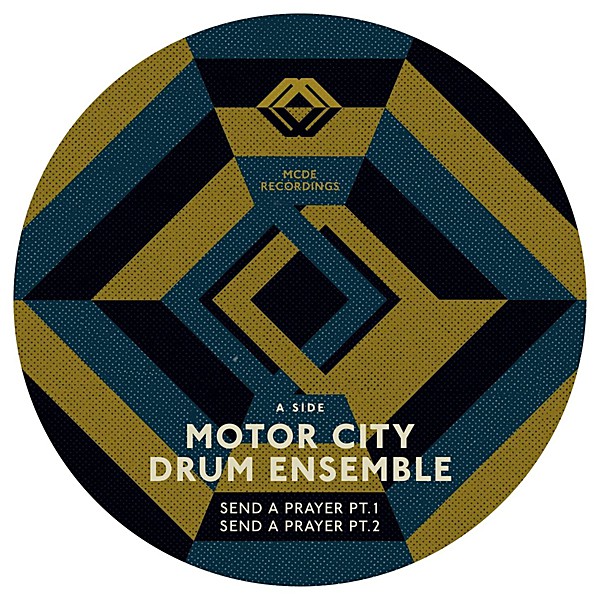 MCDE
RECORDINGS
A SIDE
MOTOR CITY
DRUM ENSEMBLE
SEND A PRAYER PT.1
SEND A PRAYER PT.2